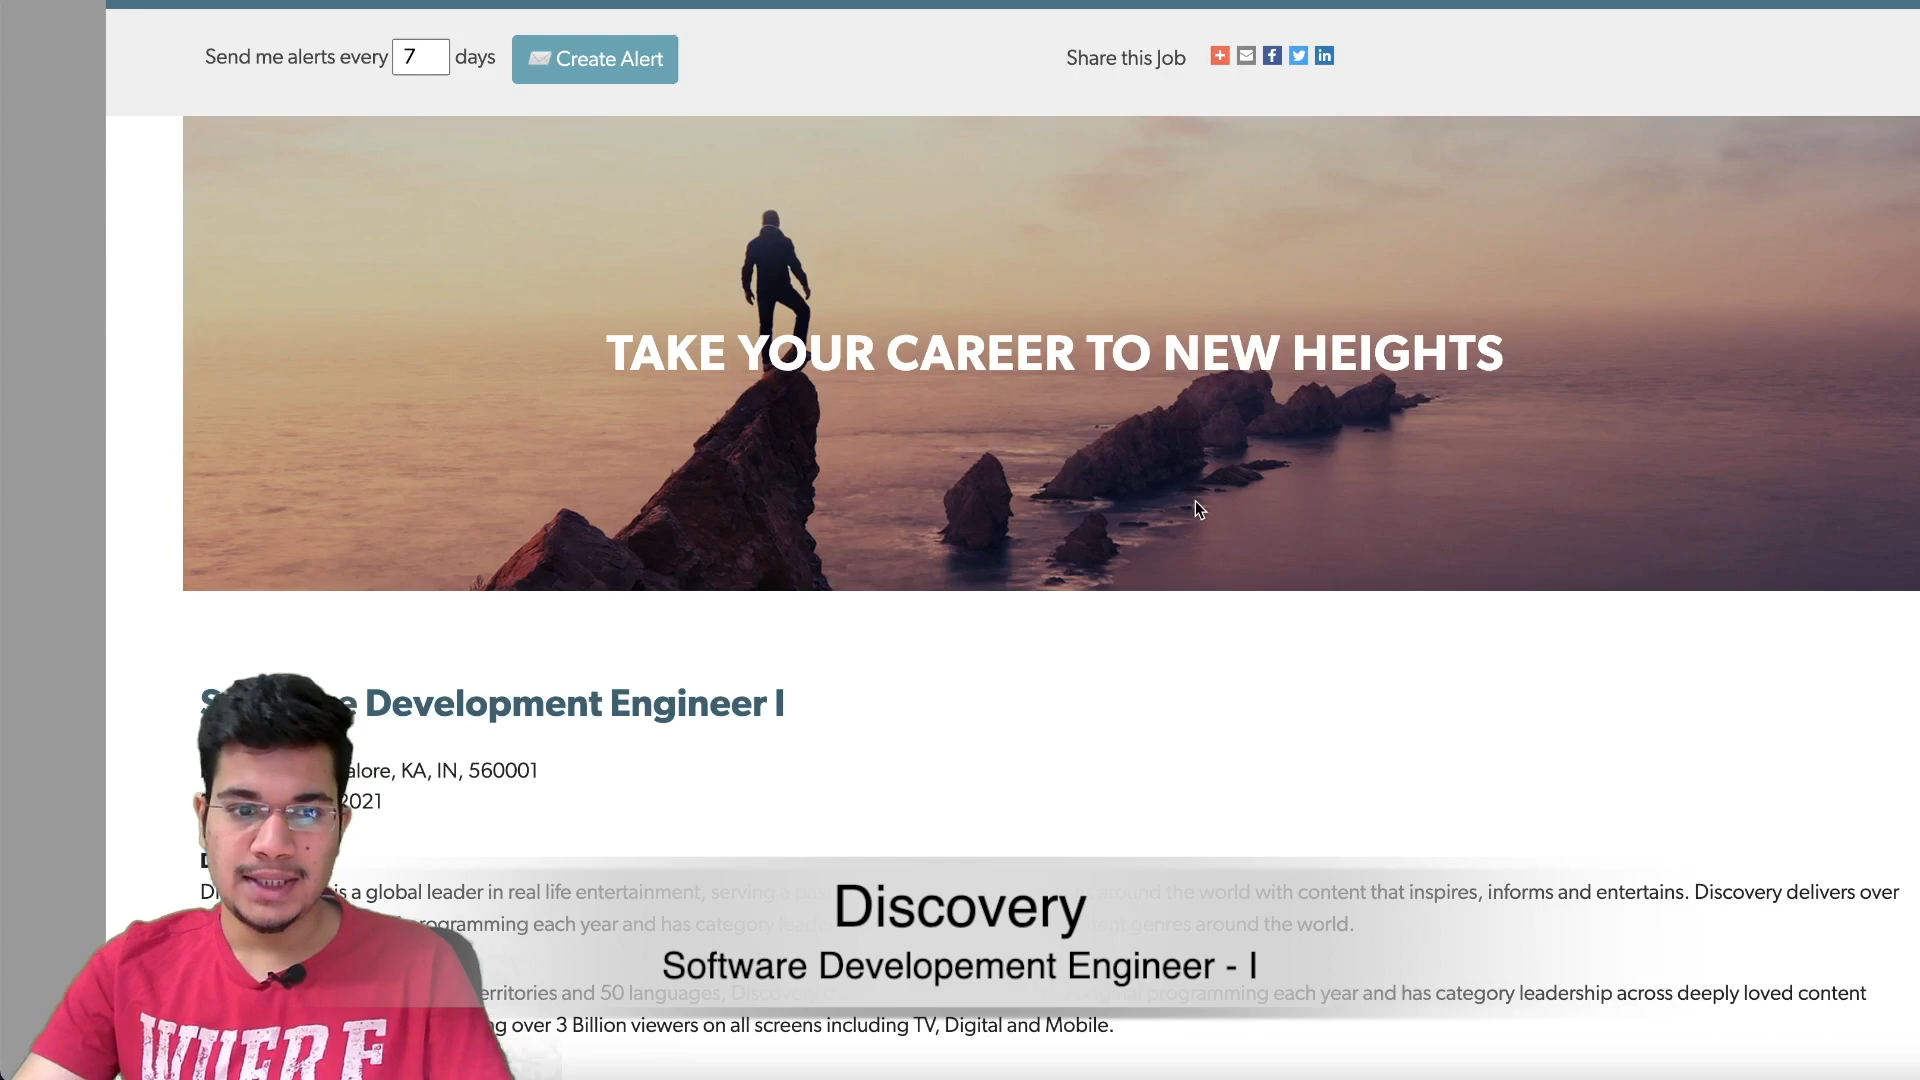 Send me alerts every 7 days Create Alert Share this Job
TAKE YOUR CAREER TO NEW HEIGHTS
Development Engineer I
KA, IN, 560001
2021
is a global leader in real life entertainment, serving a around the world with content that inspires, informs and entertains. Discovery delivers over
programming each year and has category genres around the world.
Discovery
Software Developement Engineer - I
and 50 languages, Discovery original programming each year and has category leadership across deeply loved content
over 3 Billion viewers on all screens including TV, Digital and Mobile.
WHERE